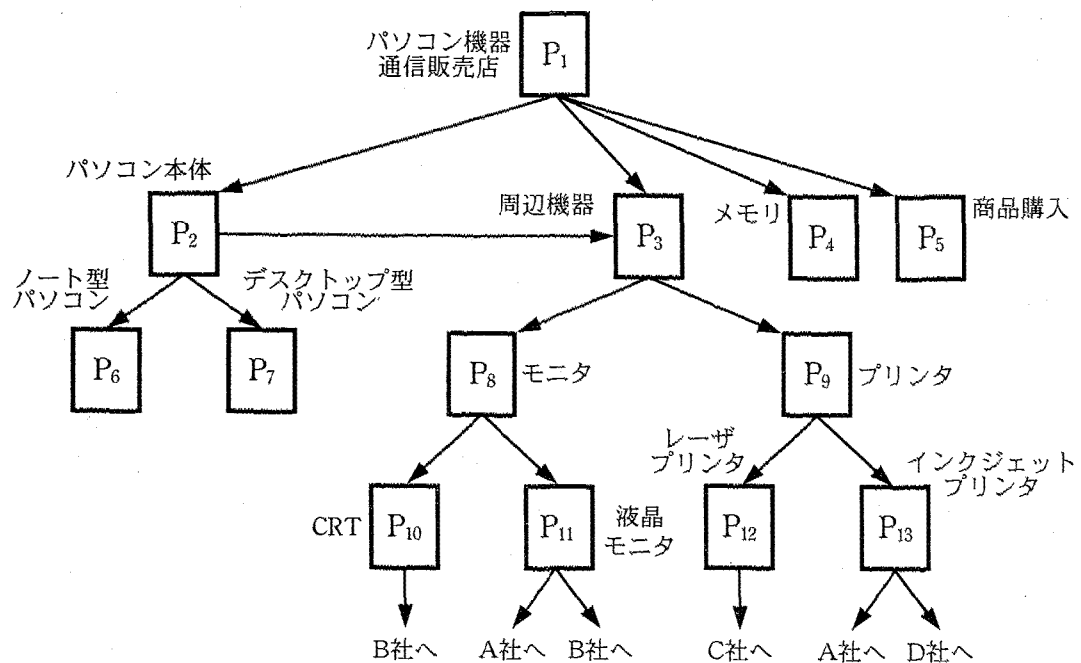 パソコン機器
通信販売店
P₁
パソコン本体
P₂
周辺機器
P₃
メモリ
P₄
P₅
商品購入
ノート型
パソコン
デスクトップ型
パソコン
P₆
P₇
P₈
モニタ
P₉
プリンタ
レーザ
プリンタ
インクジェット
プリンタ
CRT
P₁₀
P₁₁
液晶
モニタ
P₁₂
P₁₃
B社へ
A社へ
B社へ
C社へ
A社へ
D社へ